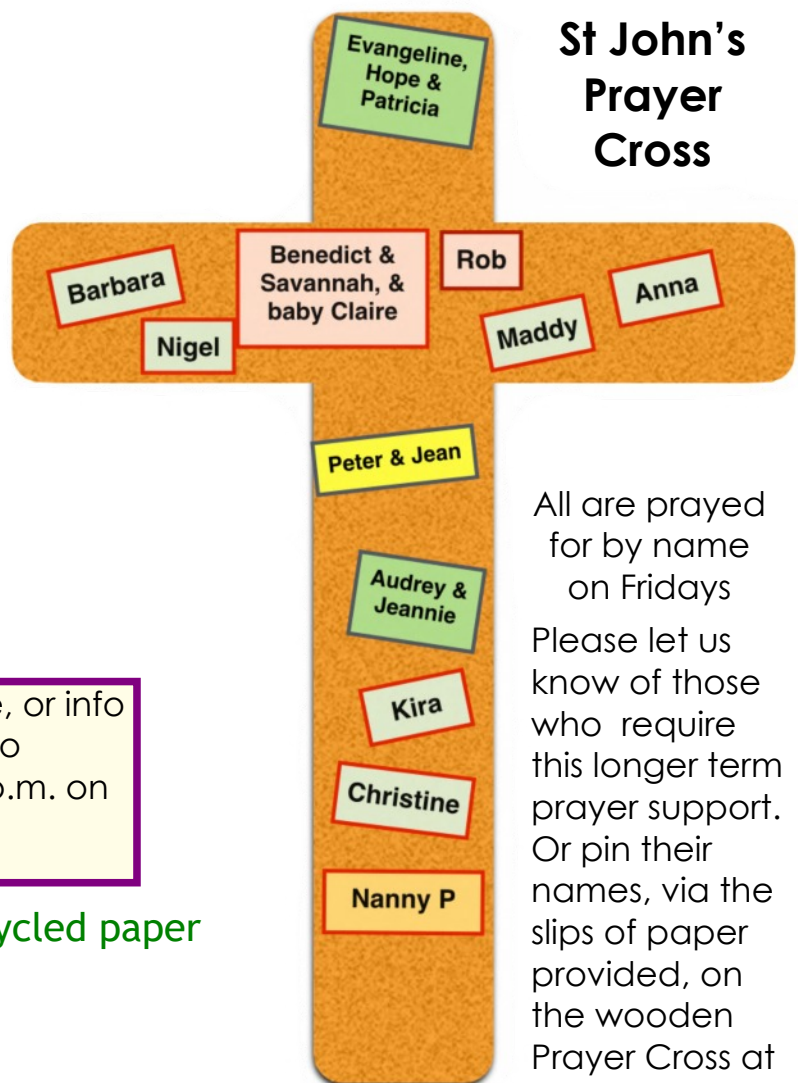 St John’s
Prayer
Cross
Evangeline,
Hope &
Patricia
Barbara
Nigel
Benedict &
Savannah, &
baby Claire
Rob
Maddy
Anna
Peter & Jean
Audrey &
Jeannie
Kira
Christine
Nanny P
All are prayed
for by name
on Fridays
Please let us
know of those
who require
this longer term
prayer support.
Or pin their
names, via the
slips of paper
provided, on
the wooden
Prayer Cross at
, or info
p.m. on
paper